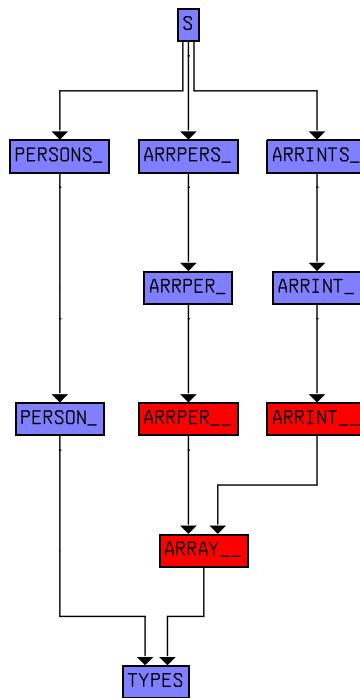 S
PERSONS_ ARRPERS_ ARRINTS_
ARRPER_ ARRINT_
PERSON_ ARRPER__ ARRINT__
ARRAY__
TYPES